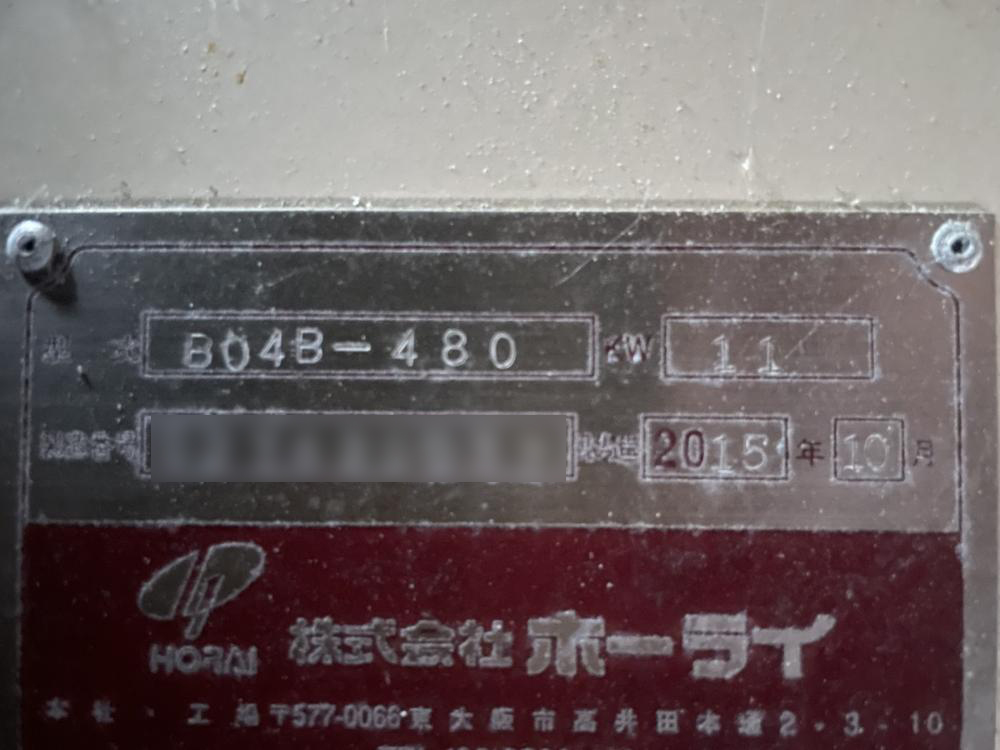 型式 BO4B-480 KW 11
製造番号 製造 2015 年 10 月
HORAI 株式会社 ホーライ
本社・工場 〒577-0066 東大阪市高井田本通2-3-10